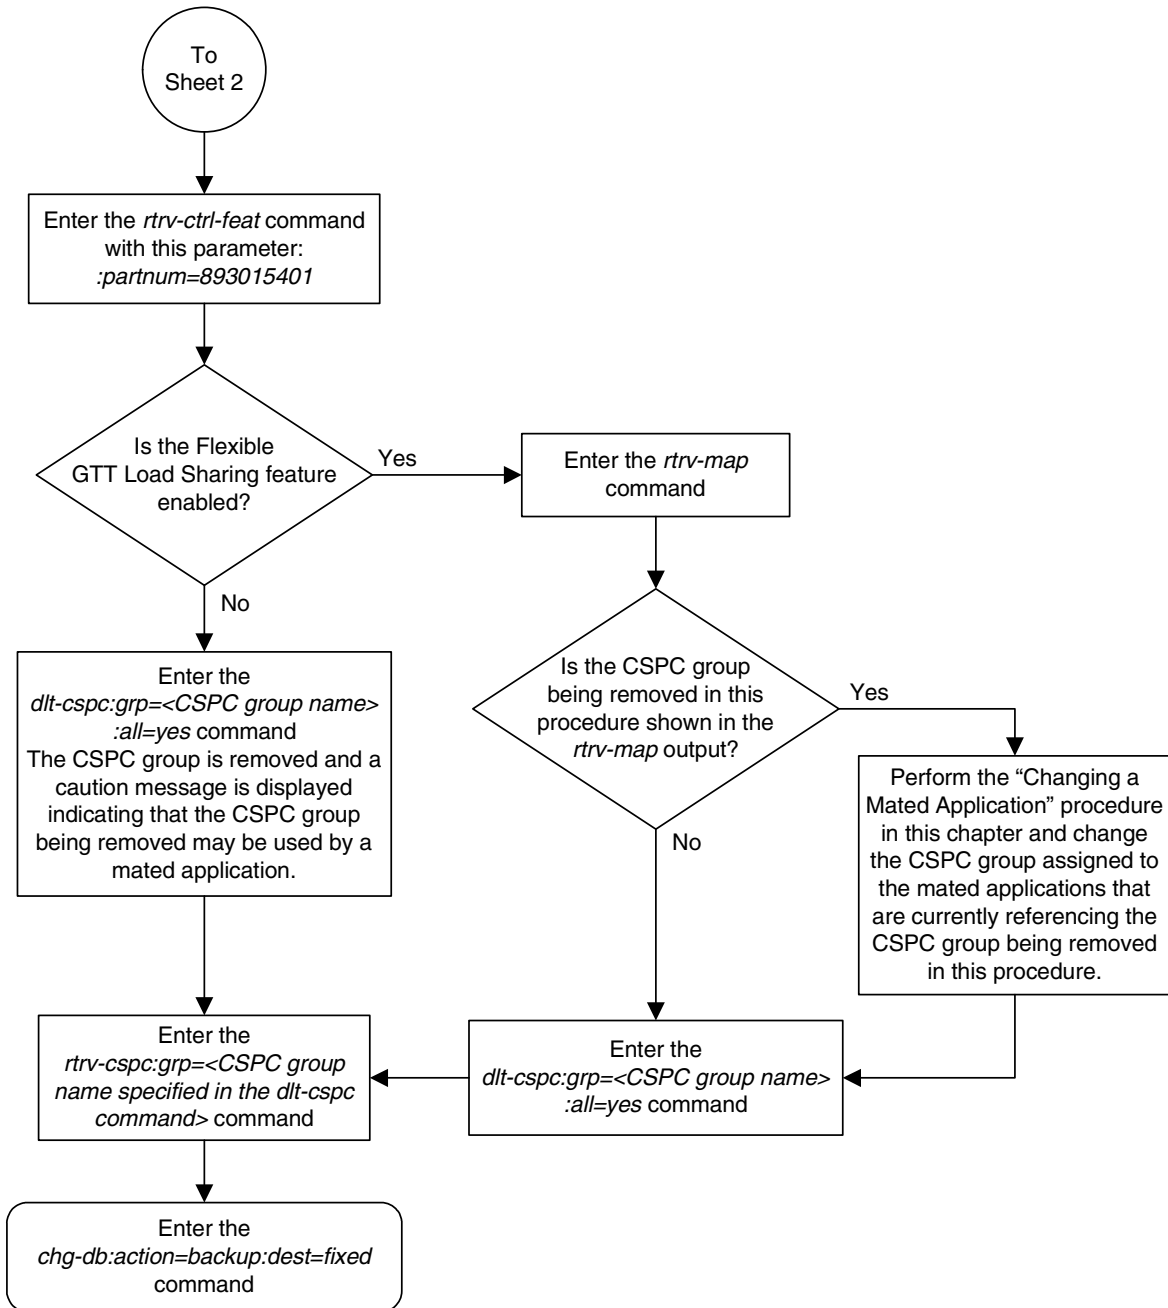 To
Sheet 2
Enter the rtrv-ctrl-feat command
with this parameter:
:partnum=893015401
Is the Flexible
GTT Load Sharing feature
enabled?
Yes
No
Enter the rtrv-map
command
Is the CSPC group
being removed in this
procedure shown in the
rtrv-map output?
Yes
No
Enter the
dlt-cspc:grp=<CSPC group name>
:all=yes command
The CSPC group is removed and a
caution message is displayed
indicating that the CSPC group
being removed may be used by a
mated application.
Perform the “Changing a
Mated Application” procedure
in this chapter and change
the CSPC group assigned to
the mated applications that
are currently referencing the
CSPC group being removed
in this procedure.
Enter the
rtrv-cspc:grp=<CSPC group
name specified in the dlt-cspc
command> command
Enter the
dlt-cspc:grp=<CSPC group name>
:all=yes command
Enter the
chg-db:action=backup:dest=fixed
command